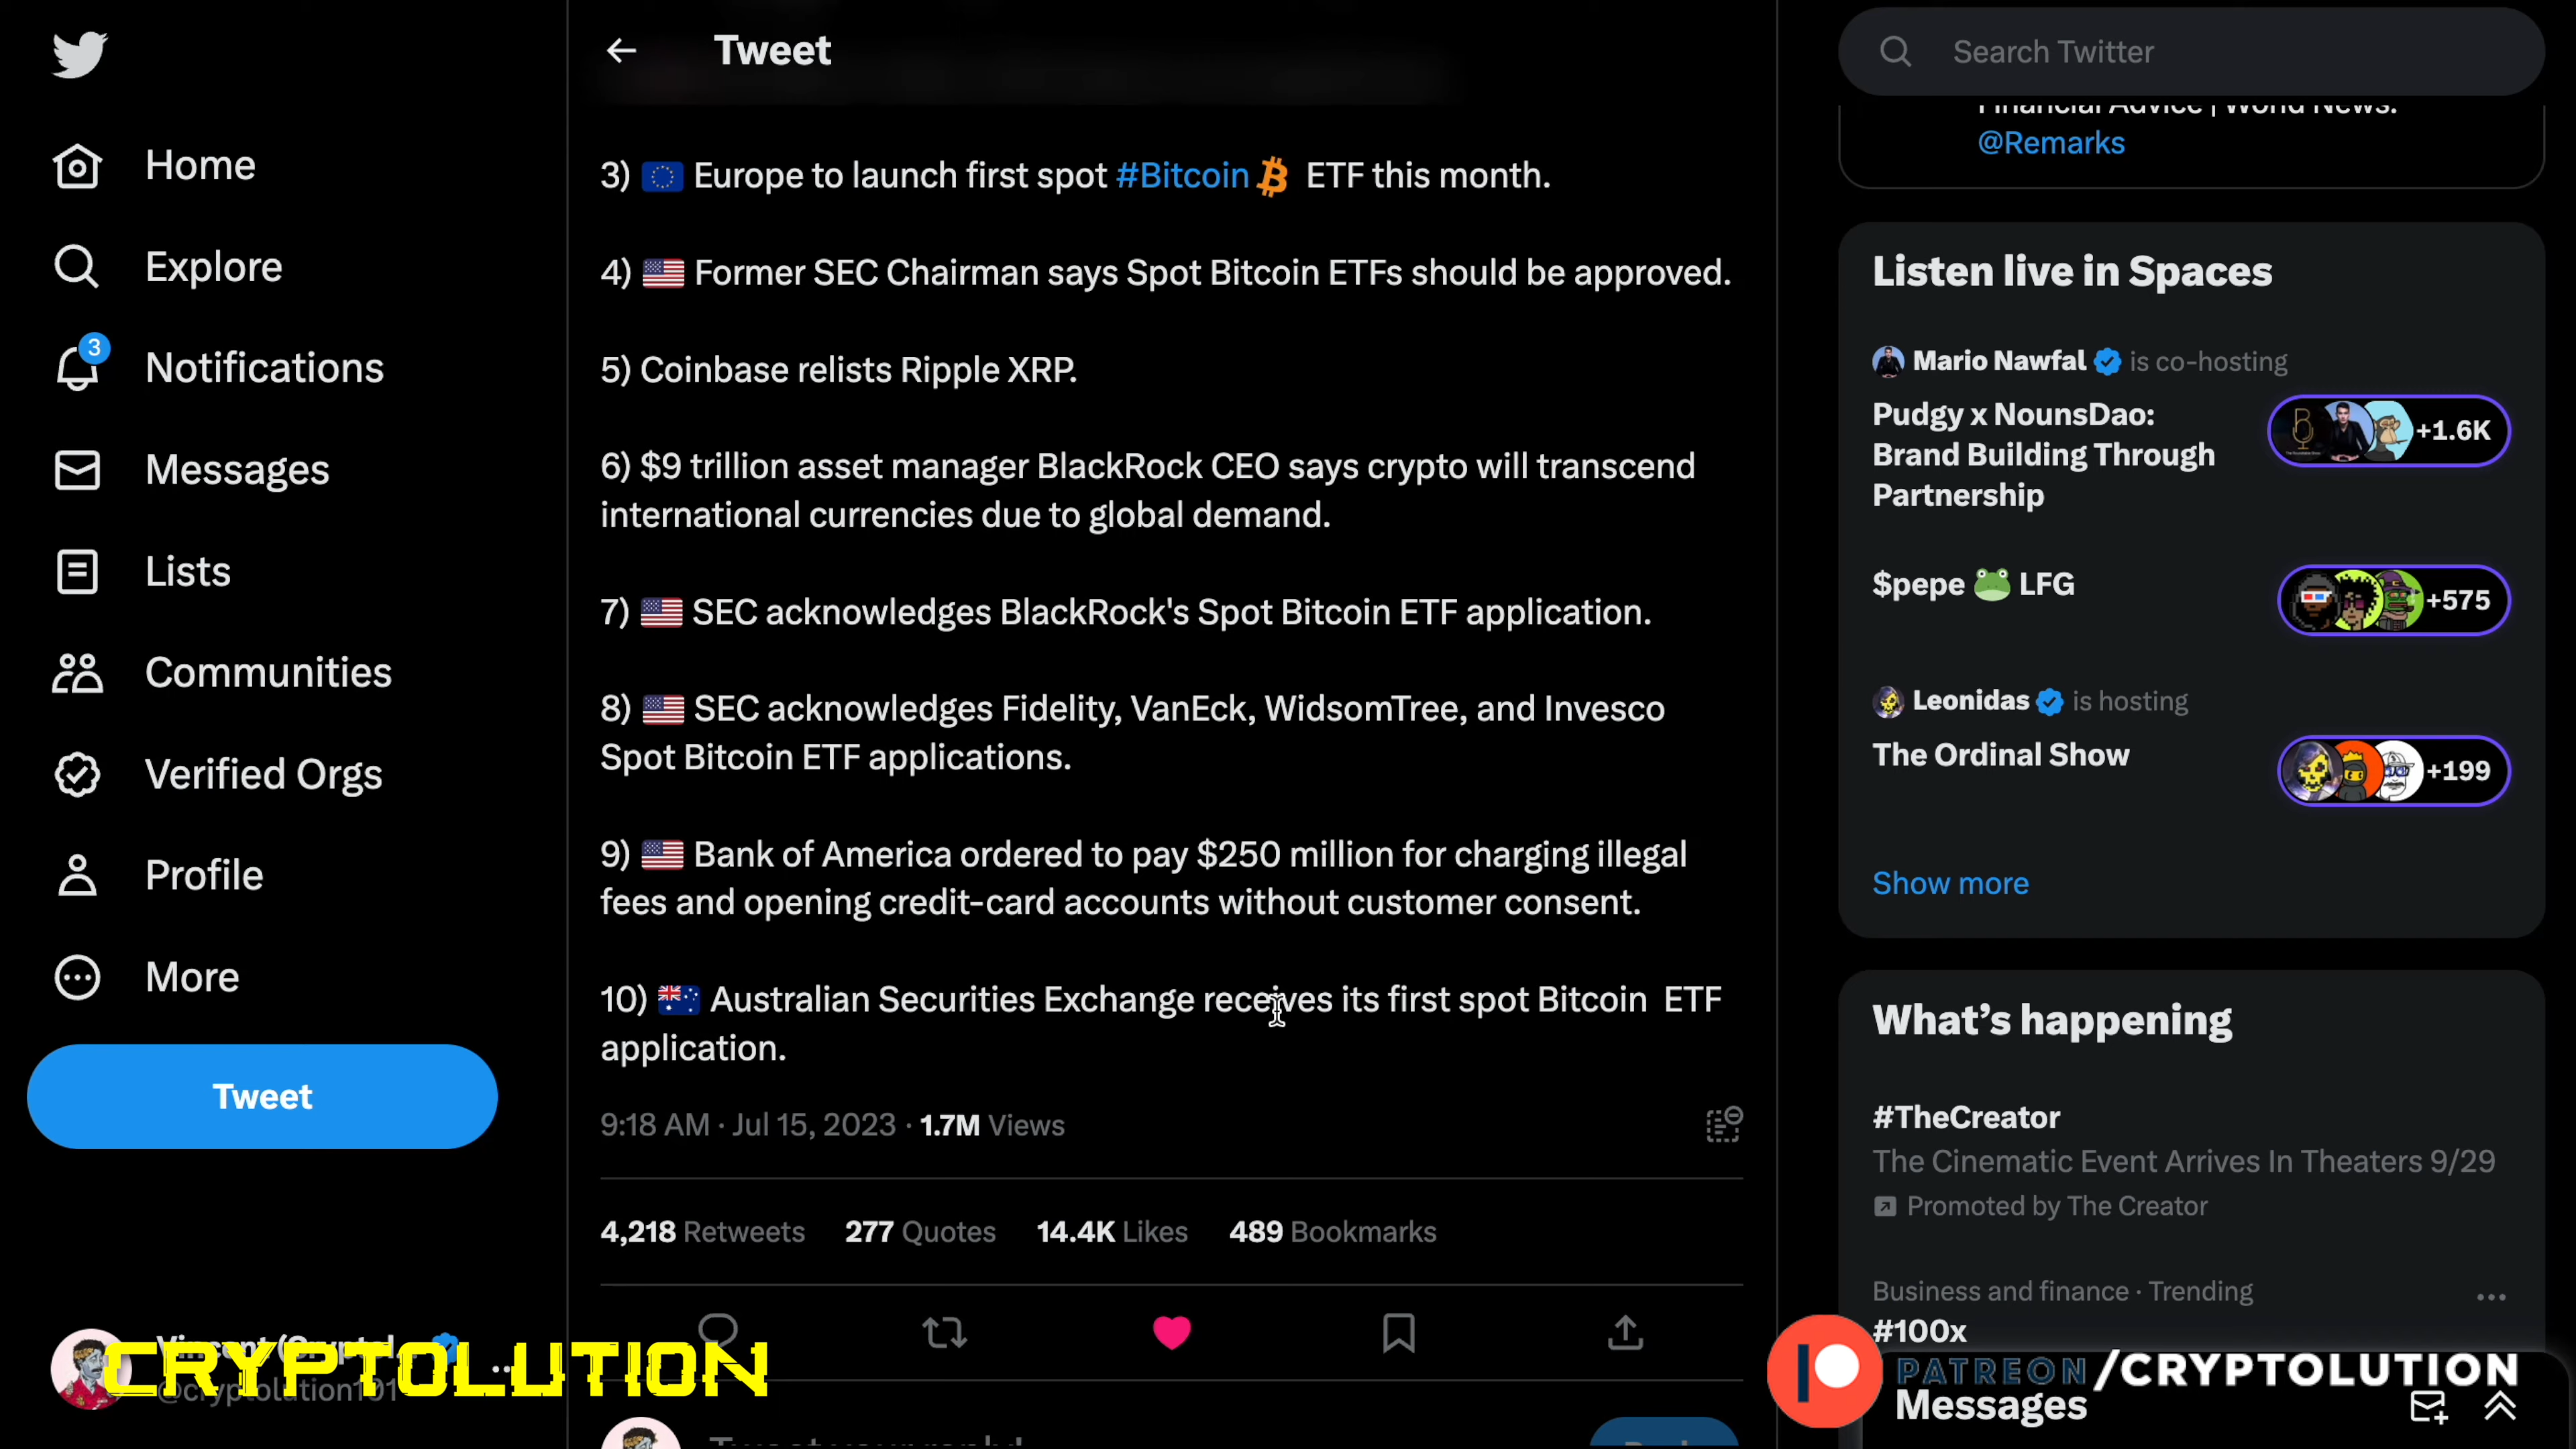 Home
Explore
3
Notifications
Messages
Lists
Communities
Verified Orgs
Profile
More
Tweet
@cryptolution101
CRYPTOLUTION
Tweet
3) Europe to launch first spot #Bitcoin ETF this month.
4) Former SEC Chairman says Spot Bitcoin ETFs should be approved.
5) Coinbase relists Ripple XRP.
6) $9 trillion asset manager BlackRock CEO says crypto will transcend
international currencies due to global demand.
7) SEC acknowledges BlackRock's Spot Bitcoin ETF application.
8) SEC acknowledges Fidelity, VanEck, WidsomTree, and Invesco
Spot Bitcoin ETF applications.
9) Bank of America ordered to pay $250 million for charging illegal
fees and opening credit-card accounts without customer consent.
10) Australian Securities Exchange receives its first spot Bitcoin ETF
application.
9:18 AM · Jul 15, 2023 · 1.7M Views
4,218 Retweets 277 Quotes 14.4K Likes 489 Bookmarks
Search Twitter
Financial Advice | World News.
@Remarks
Listen live in Spaces
Mario Nawfal is co-hosting
Pudgy x NounsDao:
Brand Building Through
Partnership
+1.6K
$pepe LFG
+575
Leonidas is hosting
The Ordinal Show
+199
Show more
What's happening
#TheCreator
The Cinematic Event Arrives In Theaters 9/29
Promoted by The Creator
Business and finance · Trending
#100x
PATREON/CRYPTOLUTION
Messages